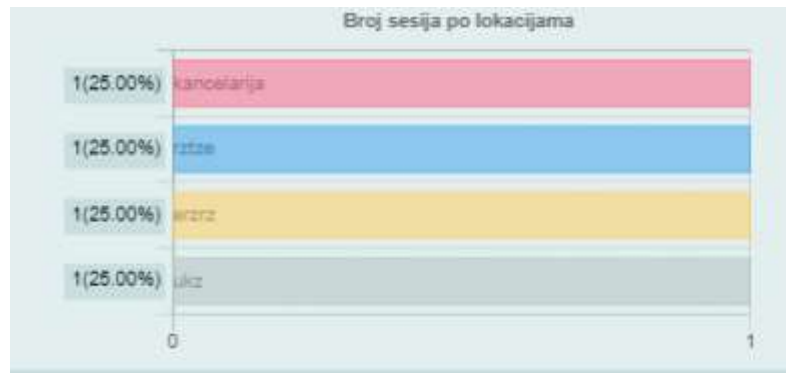 Broj sesija po lokacijama
1(25.00%) kancelarija
1(25.00%) rztze
1(25.00%) erzrz
1(25.00%) ukz
0 1